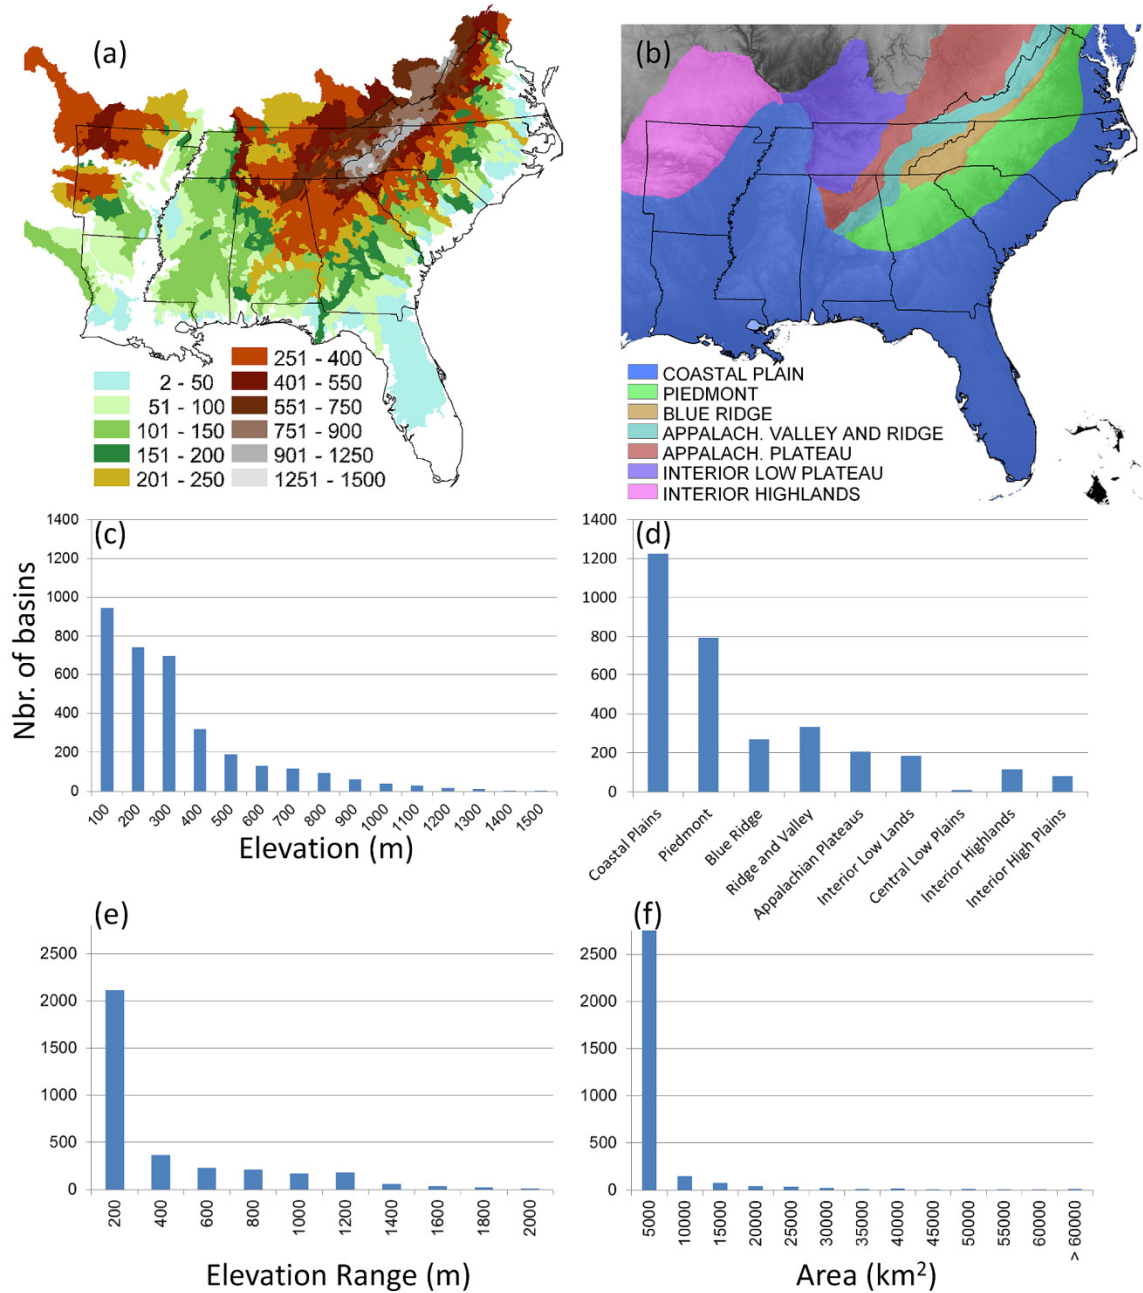 (a)
2 - 50
51 - 100
101 - 150
151 - 200
201 - 250
251 - 400
401 - 550
551 - 750
751 - 900
901 - 1250
1251 - 1500
(b)
COASTAL PLAIN
PIEDMONT
BLUE RIDGE
APPALACH. VALLEY AND RIDGE
APPALACH. PLATEAU
INTERIOR LOW PLATEAU
INTERIOR HIGHLANDS
(c)
Nbr. of basins
1400
1200
1000
800
600
400
200
0
100 200 300 400 500 600 700 800 900 1000 1100 1200 1300 1400 1500
Elevation (m)
(d)
1400
1200
1000
800
600
400
200
0
Coastal Plains
Piedmont
Blue Ridge
Ridge and Valley
Appalachian Plateaus
Interior Low Lands
Central Low Plains
Interior Highlands
Interior High Plains
(e)
2500
2000
1500
1000
500
0
200 400 600 800 1000 1200 1400 1600 1800 2000
Elevation Range (m)
(f)
2500
2000
1500
1000
500
0
5000 10000 15000 20000 25000 30000 35000 40000 45000 50000 55000 60000 > 60000
Area (km²)